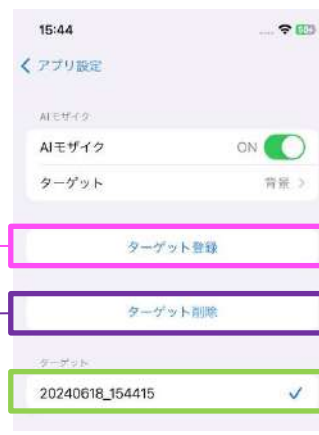 15:44
アプリ設定
AIモザイク
AIモザイク ON
ターゲット 背景
ターゲット登録
ターゲット削除
ターゲット
20240618_154415